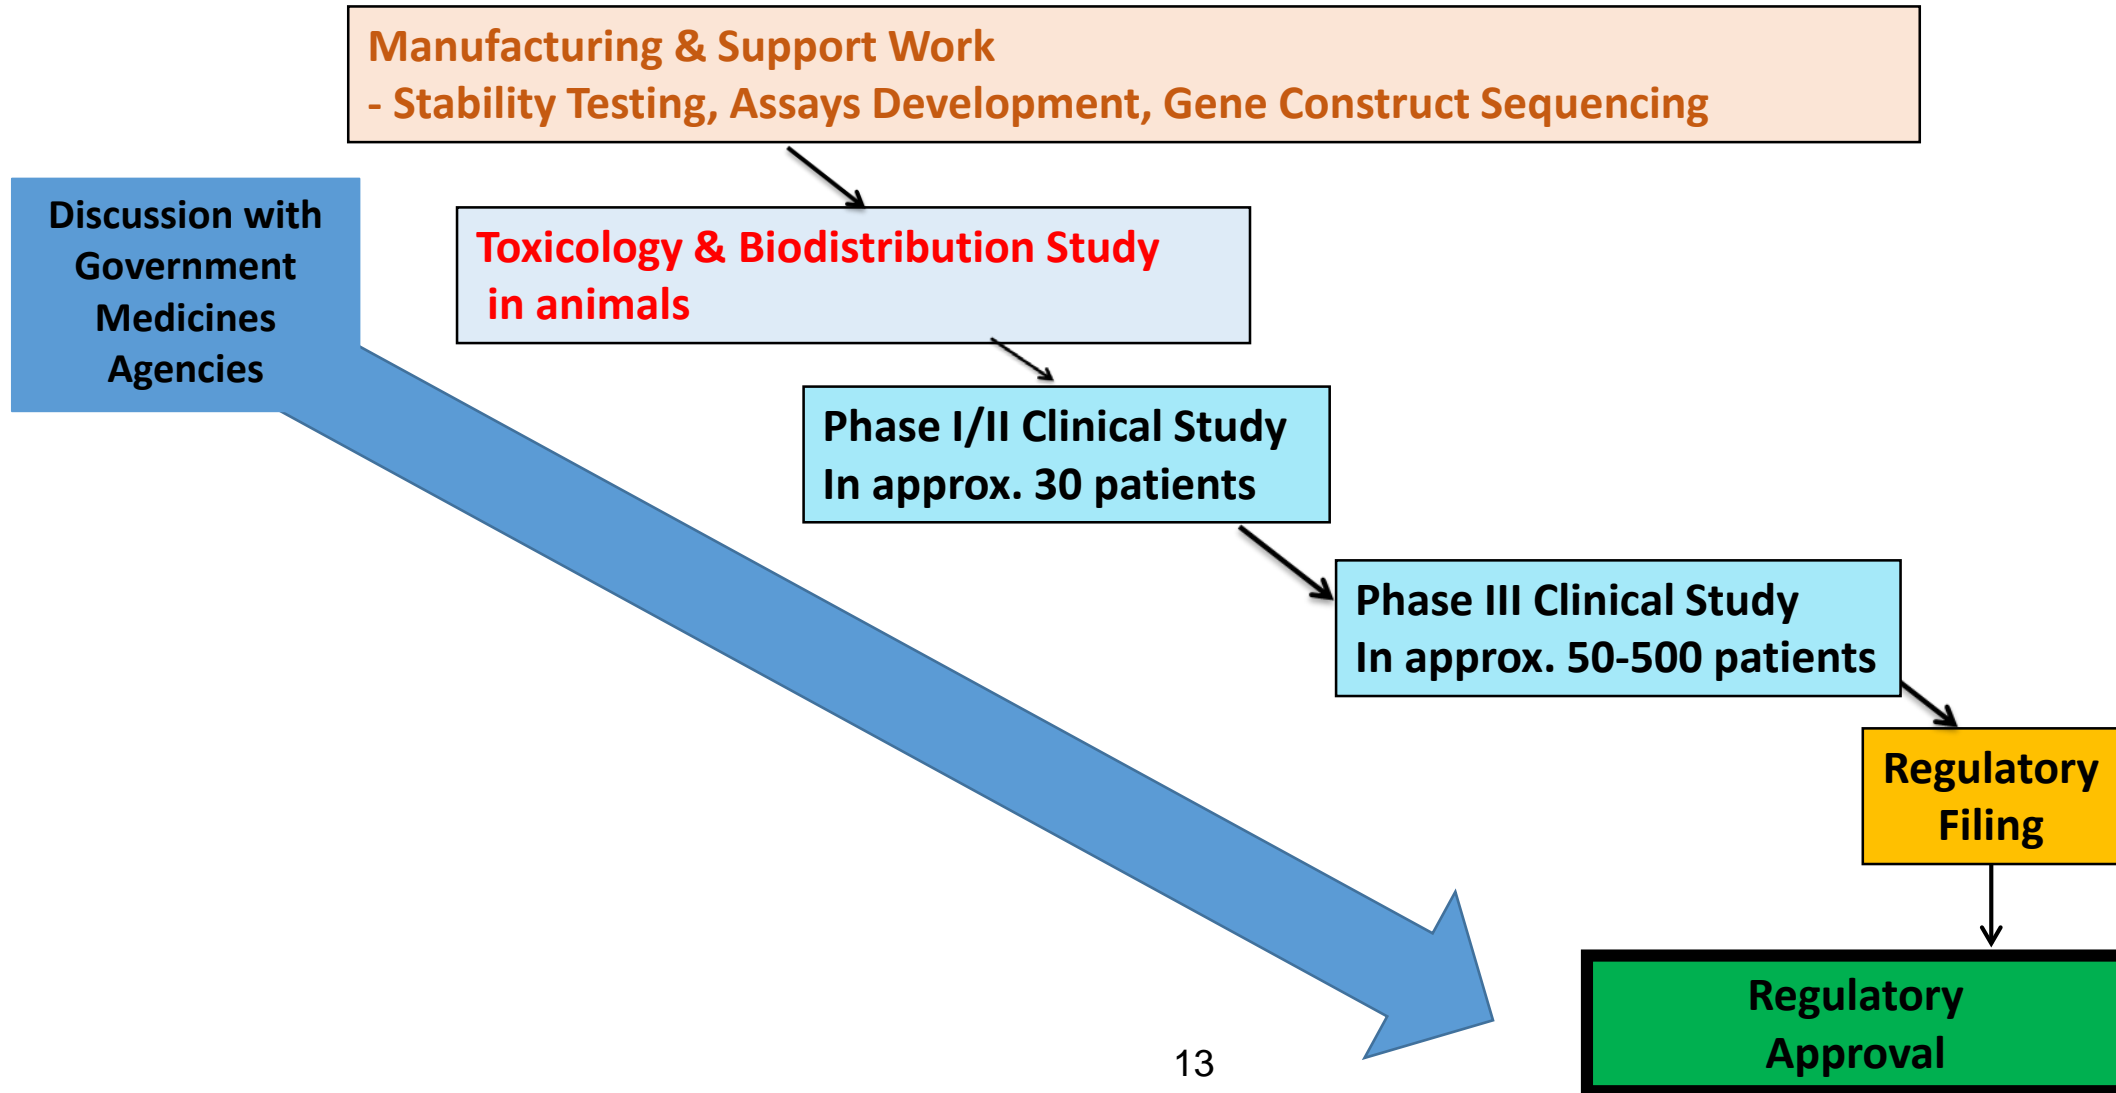 Manufacturing & Support Work
- Stability Testing, Assays Development, Gene Construct Sequencing
Discussion with
Government
Medicines
Agencies
Toxicology & Biodistribution Study
in animals
Phase I/II Clinical Study
In approx. 30 patients
Phase III Clinical Study
In approx. 50-500 patients
Regulatory
Filing
Regulatory
Approval
13